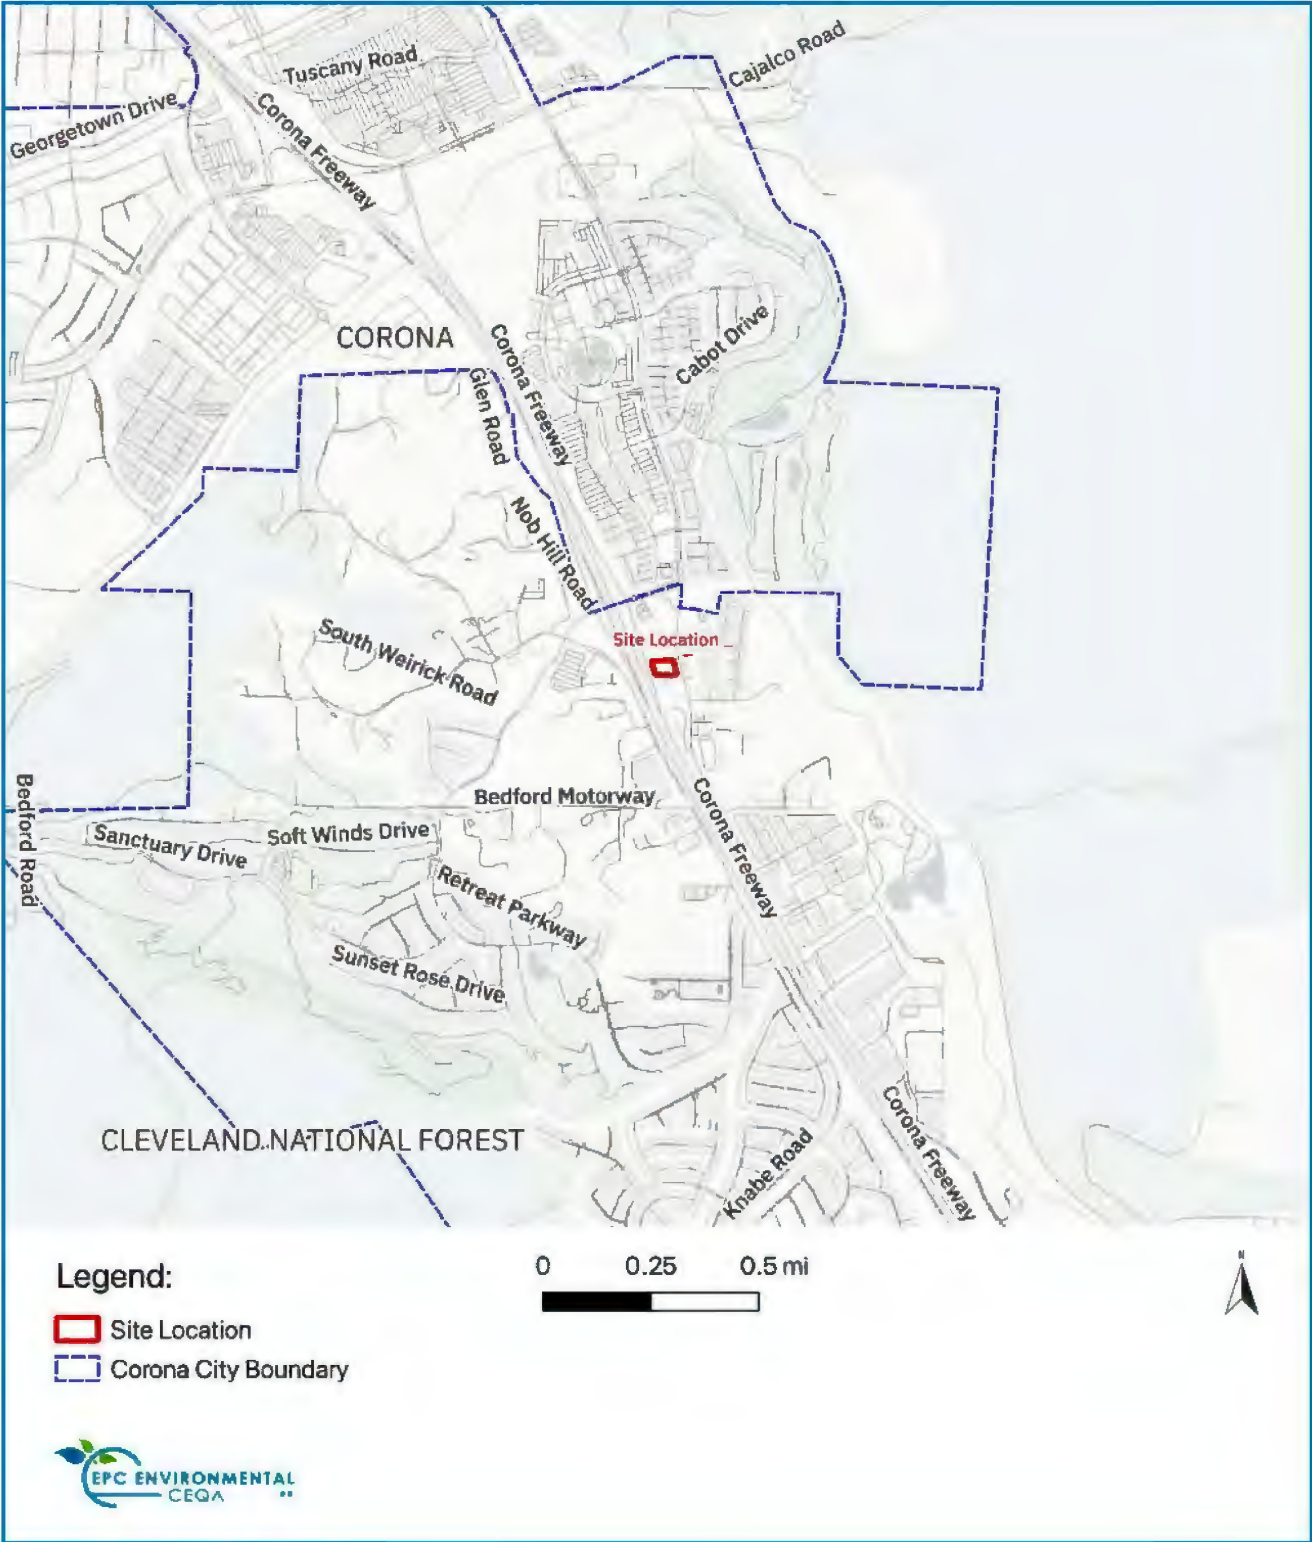 Tuscany Road
Cajalco Road
Georgetown Drive
Corona Freeway
CORONA
Corona Freeway
Cabot Drive
Glen Road
Nob Hill Road
Site Location
South Weirick Road
Bedford Road
Bedford Motorway
Corona Freeway
Sanctuary Drive
Soft Winds Drive
Retreat Parkway
Sunset Rose Drive
CLEVELAND NATIONAL FOREST
Knabe Road
Corona Freeway
0 0.25 0.5 mi
N
Legend:
Site Location
Corona City Boundary
EPC ENVIRONMENTAL
CEQA